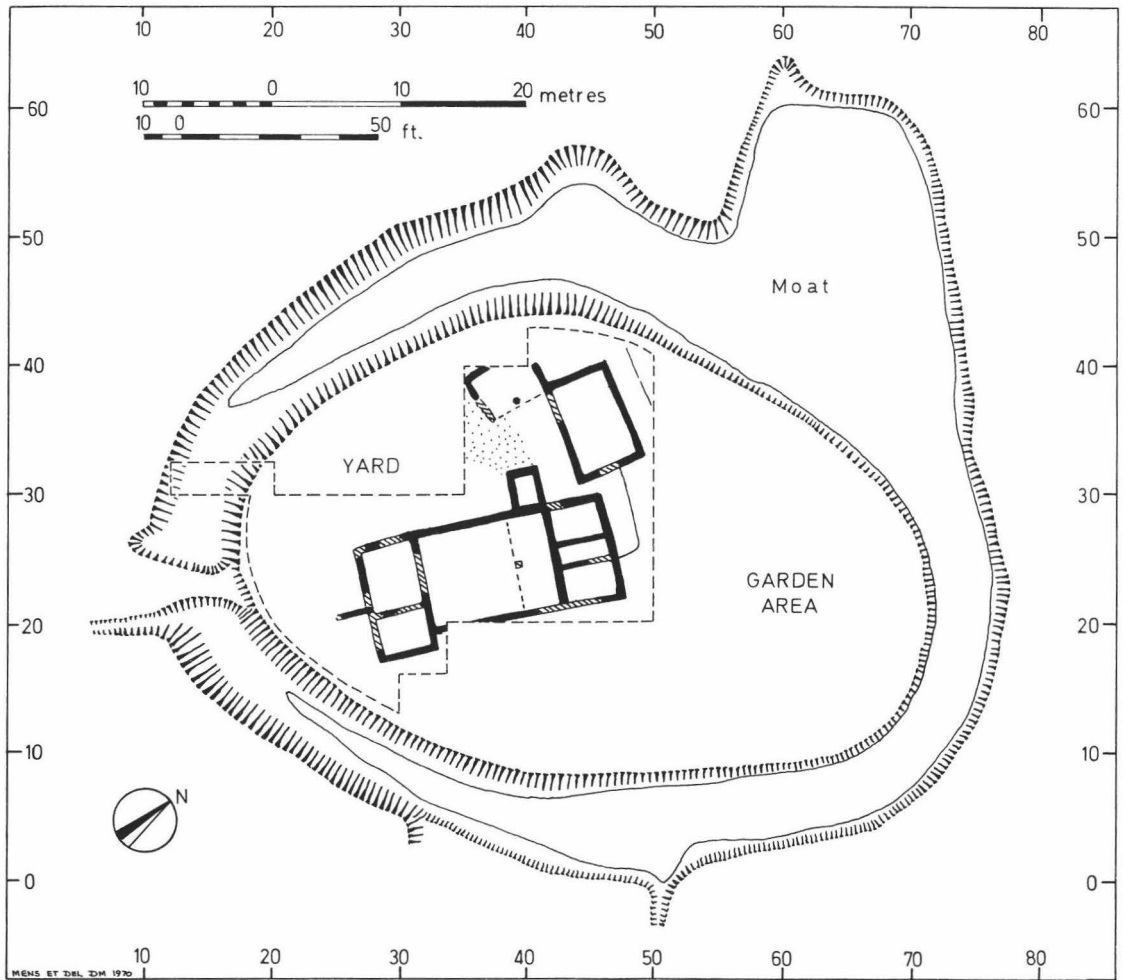 10 20 30 40 50 60 70 80
10 0 10 20 metres
10 0 50 ft.
60 60
50 50
Moat
40 40
YARD
30 30
GARDEN
AREA
20 20
10 10
N
0 0
10 20 30 40 50 60 70 80
MENS ET DEL DM 1970